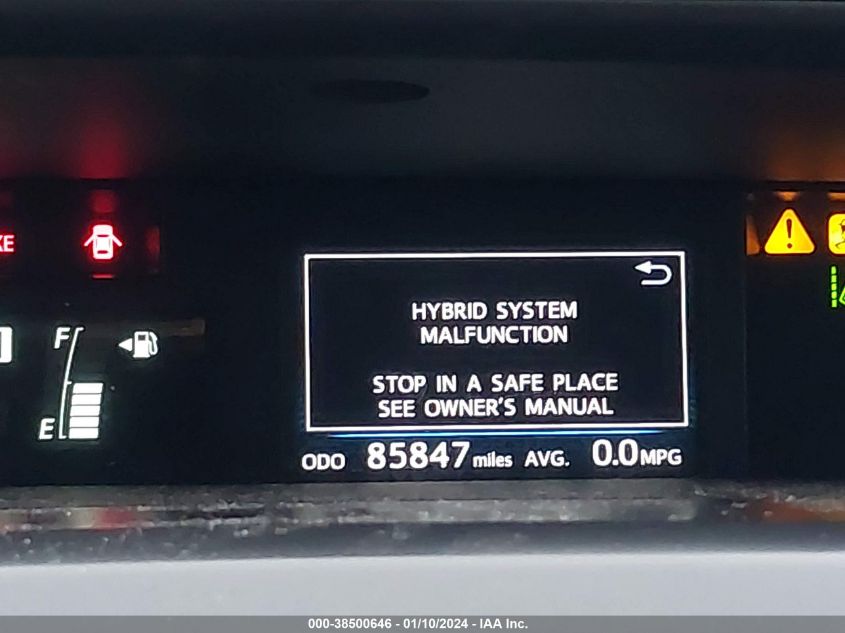 KE
HYBRID SYSTEM
MALFUNCTION
STOP IN A SAFE PLACE
SEE OWNER'S MANUAL
F
E
ODO 85847 miles AVG. 0.0 MPG
000-38500646 - 01/10/2024 - IAA Inc.